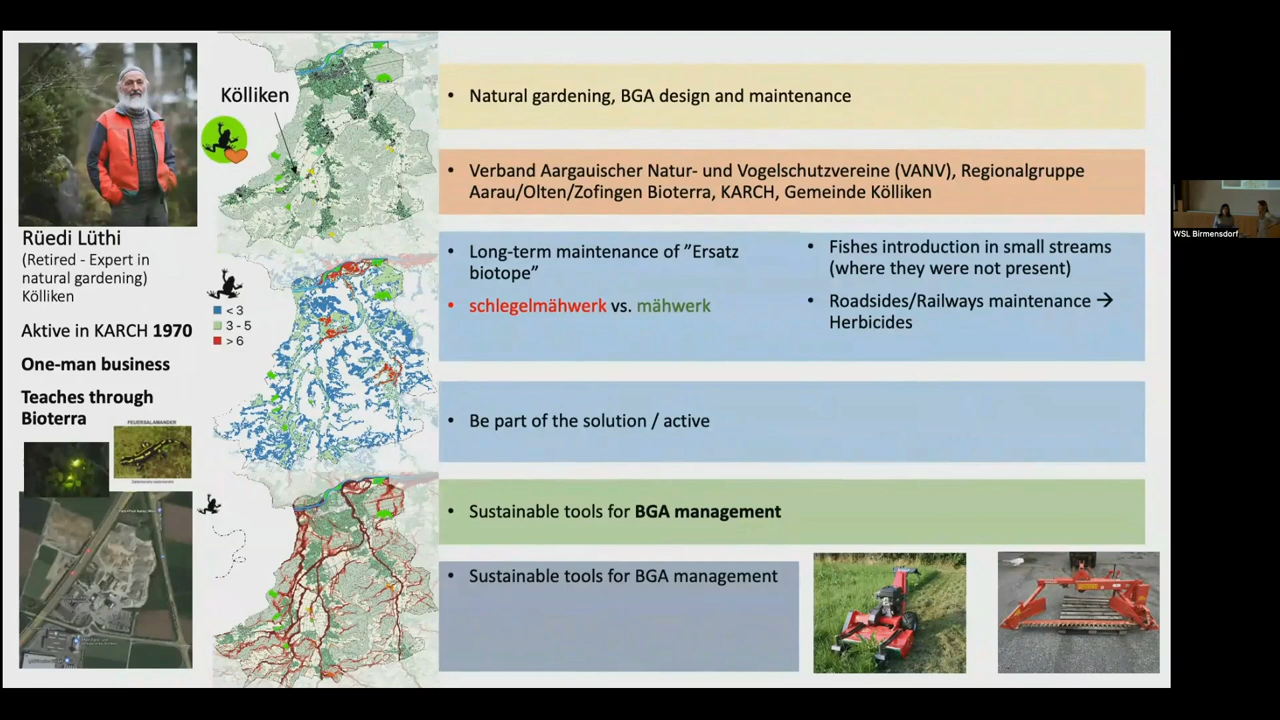 Rüedi Lüthi
(Retired - Expert in
natural gardening)
Kölliken
Aktive in KARCH 1970
One-man business
Teaches through
Bioterra
FEUERSALAMANDER
Kölliken
< 3
3 - 5
> 6
• Natural gardening, BGA design and maintenance
• Verband Aargauischer Natur- und Vogelschutzvereine (VANV), Regionalgruppe
Aarau/Olten/Zofingen Bioterra, KARCH, Gemeinde Kölliken
• Long-term maintenance of ”Ersatz
biotope”
• schlegelmähwerk vs. mähwerk
• Fishes introduction in small streams
(where they were not present)
• Roadsides/Railways maintenance →
Herbicides
• Be part of the solution / active
• Sustainable tools for BGA management
• Sustainable tools for BGA management
WSL Birmensdorf